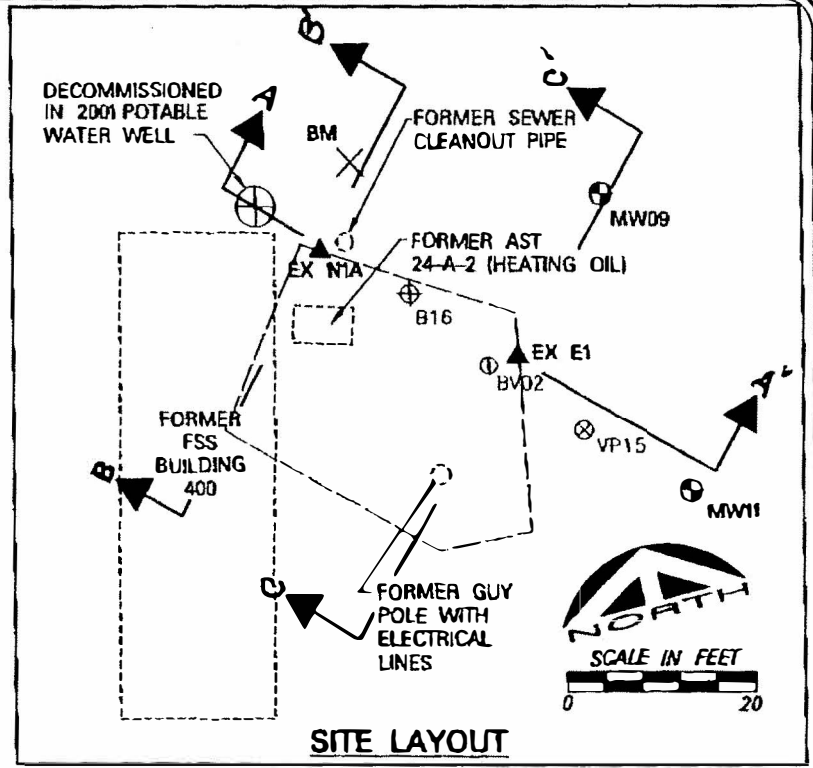 B'
C'
DECOMMISSIONED
IN 2001 POTABLE
WATER WELL
A
BM
FORMER SEWER
CLEANOUT PIPE
MW09
FORMER AST
24-A-2 (HEATING OIL)
EX N1A
B16
EX E1
BV02
A'
FORMER
FSS
BUILDING
400
VP15
B
MW11
C
FORMER GUY
POLE WITH
ELECTRICAL
LINES
NORTH
SCALE IN FEET
0 20
SITE LAYOUT